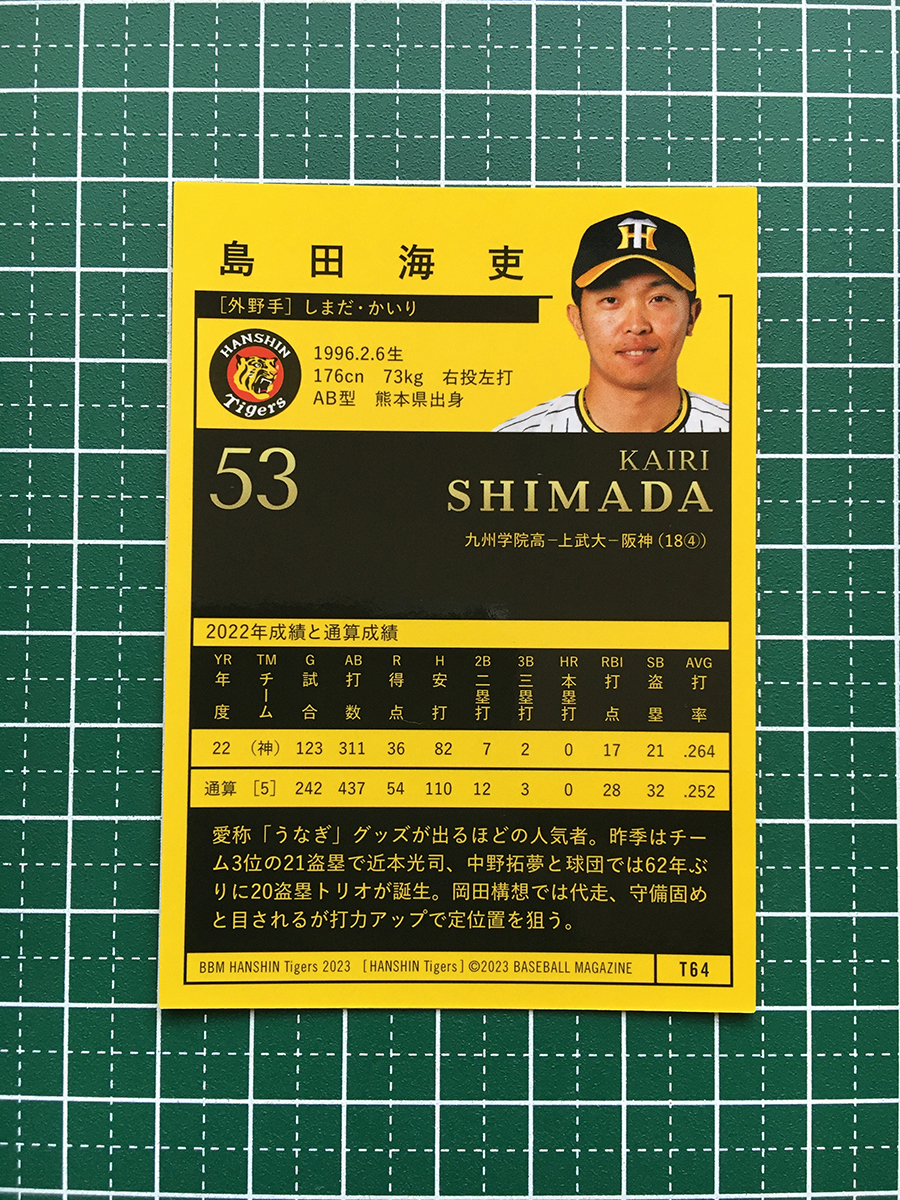 島田海吏
［外野手］しまだ・かいり
HANSHIN
Tigers
1996.2.6生
176cn 73kg 右投左打
AB型 熊本県出身
53
KAIRI
SHIMADA
九州学院高−上武大−阪神（18④）
2022年成績と通算成績
YR TM G AB R H 2B 3B HR RBI SB AVG
年度 チーム 試合 打数 得点 安打 二塁打 三塁打 本塁打 打点 盗塁 打率
22 （神） 123 311 36 82 7 2 0 17 21 .264
通算 ［5］ 242 437 54 110 12 3 0 28 32 .252
愛称「うなぎ」グッズが出るほどの人気者。昨季はチー
ム3位の21盗塁で近本光司、中野拓夢と球団では62年ぶ
りに20盗塁トリオが誕生。岡田構想では代走、守備固め
と目されるが打力アップで定位置を狙う。
BBM HANSHIN Tigers 2023 ［HANSHIN Tigers］©2023 BASEBALL MAGAZINE T64